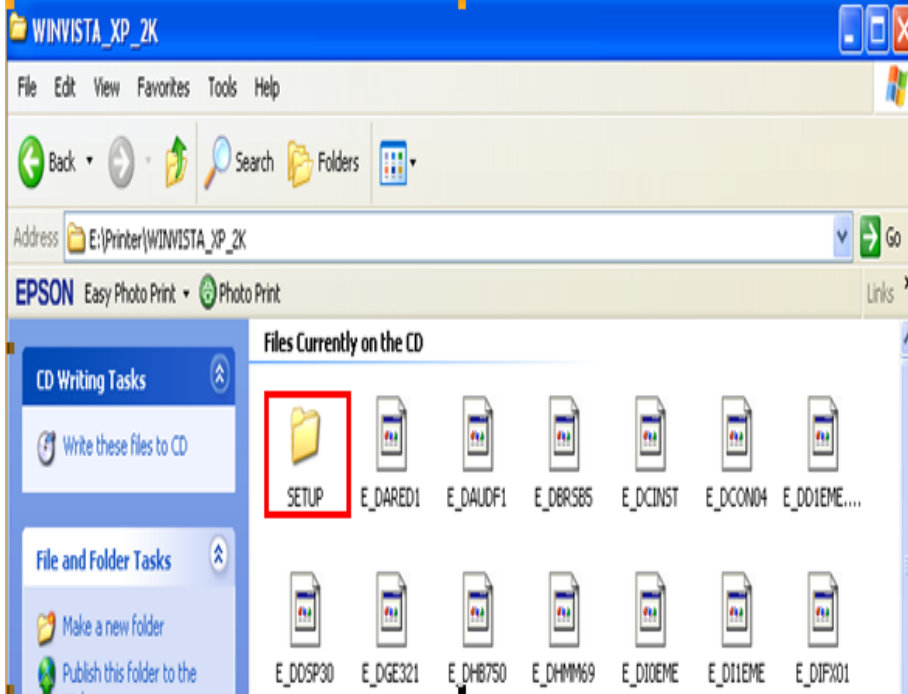 WINVISTA_XP_2K
File Edit View Favorites Tools Help
Back Search Folders
Address E:\Printer\WINVISTA_XP_2K Go
EPSON Easy Photo Print Photo Print Links
Files Currently on the CD
CD Writing Tasks
Write these files to CD
SETUP E_DARED1 E_DAUDF1 E_DBRSB5 E_DCINST E_DCON04 E_DD1EME....
File and Folder Tasks
Make a new folder
Publish this folder to the
E_DDSP30 E_DGE321 E_DHB750 E_DHMM69 E_DI0EME E_DI1EME E_DIFX01